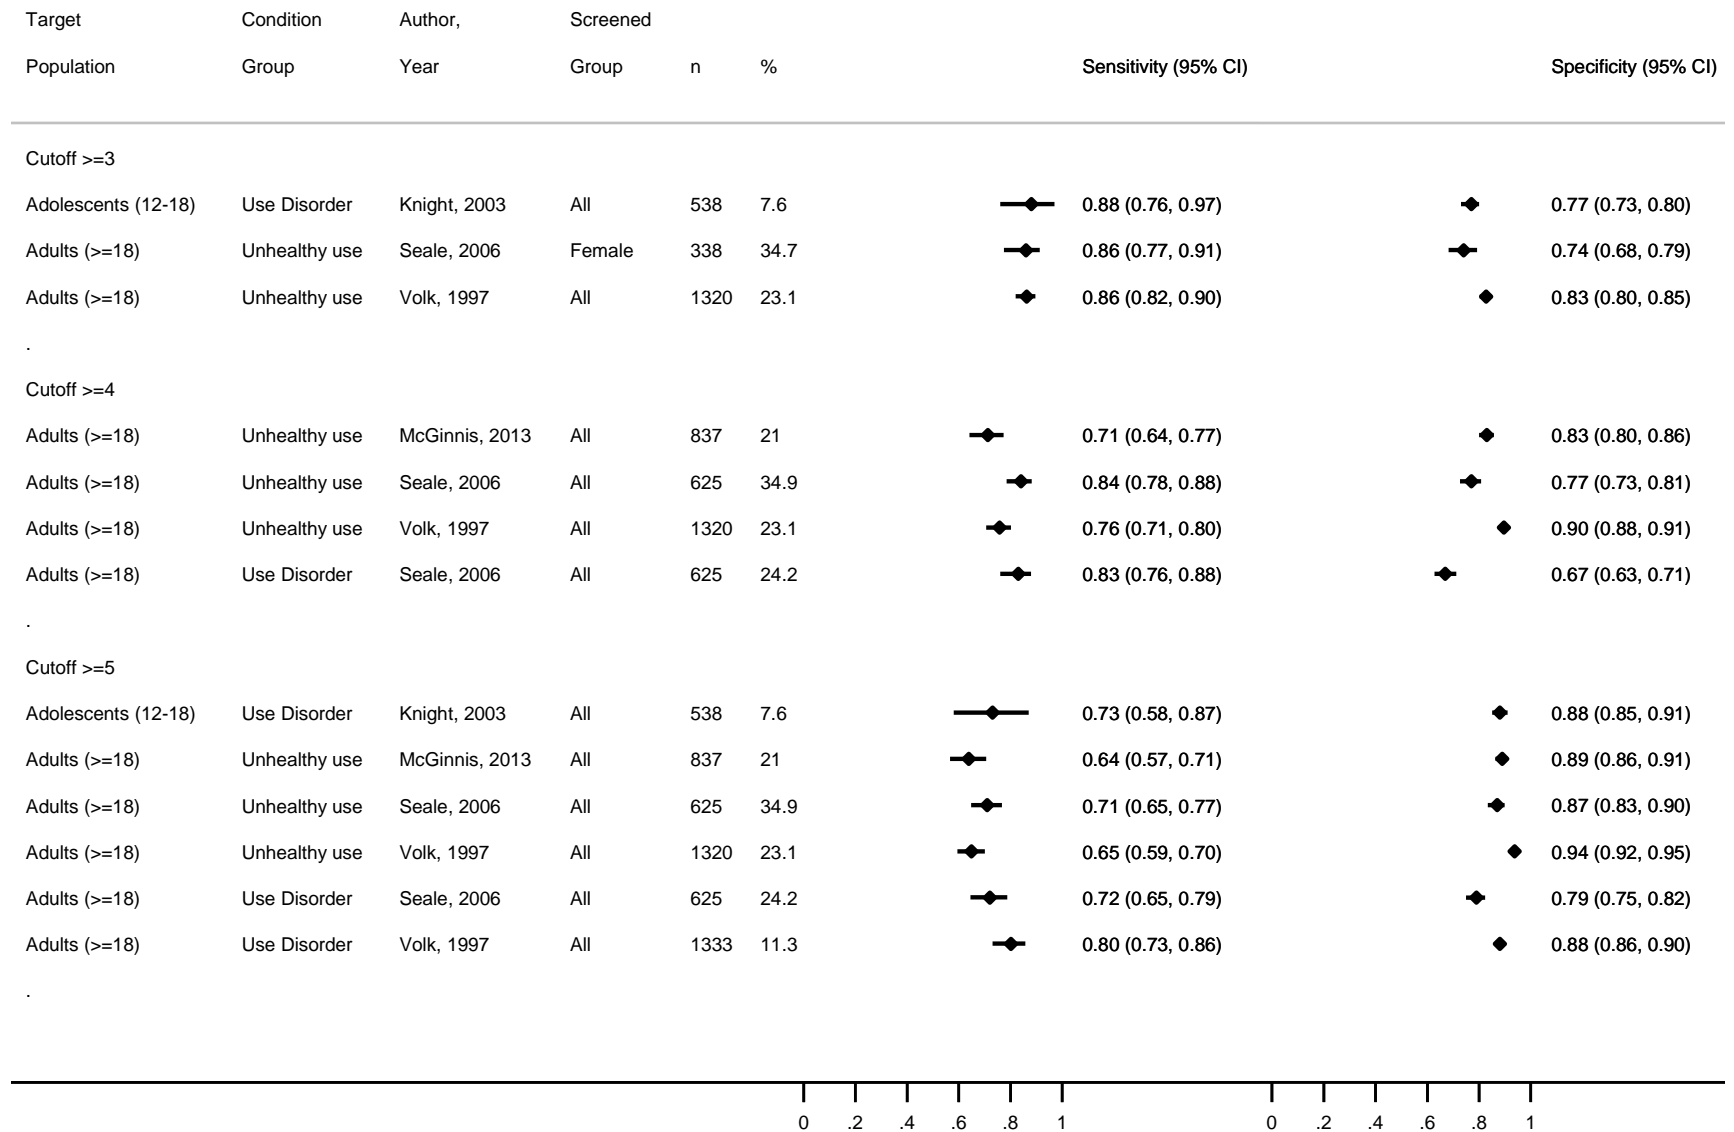 Target Condition Author, Screened
Population Group Year Group n % Sensitivity (95% CI) Specificity (95% CI)
Cutoff >=3
Adolescents (12-18) Use Disorder Knight, 2003 All 538 7.6 0.88 (0.76, 0.97) 0.77 (0.73, 0.80)
Adults (>=18) Unhealthy use Seale, 2006 Female 338 34.7 0.86 (0.77, 0.91) 0.74 (0.68, 0.79)
Adults (>=18) Unhealthy use Volk, 1997 All 1320 23.1 0.86 (0.82, 0.90) 0.83 (0.80, 0.85)
.
Cutoff >=4
Adults (>=18) Unhealthy use McGinnis, 2013 All 837 21 0.71 (0.64, 0.77) 0.83 (0.80, 0.86)
Adults (>=18) Unhealthy use Seale, 2006 All 625 34.9 0.84 (0.78, 0.88) 0.77 (0.73, 0.81)
Adults (>=18) Unhealthy use Volk, 1997 All 1320 23.1 0.76 (0.71, 0.80) 0.90 (0.88, 0.91)
Adults (>=18) Use Disorder Seale, 2006 All 625 24.2 0.83 (0.76, 0.88) 0.67 (0.63, 0.71)
.
Cutoff >=5
Adolescents (12-18) Use Disorder Knight, 2003 All 538 7.6 0.73 (0.58, 0.87) 0.88 (0.85, 0.91)
Adults (>=18) Unhealthy use McGinnis, 2013 All 837 21 0.64 (0.57, 0.71) 0.89 (0.86, 0.91)
Adults (>=18) Unhealthy use Seale, 2006 All 625 34.9 0.71 (0.65, 0.77) 0.87 (0.83, 0.90)
Adults (>=18) Unhealthy use Volk, 1997 All 1320 23.1 0.65 (0.59, 0.70) 0.94 (0.92, 0.95)
Adults (>=18) Use Disorder Seale, 2006 All 625 24.2 0.72 (0.65, 0.79) 0.79 (0.75, 0.82)
Adults (>=18) Use Disorder Volk, 1997 All 1333 11.3 0.80 (0.73, 0.86) 0.88 (0.86, 0.90)
.
0 .2 .4 .6 .8 1 0 .2 .4 .6 .8 1